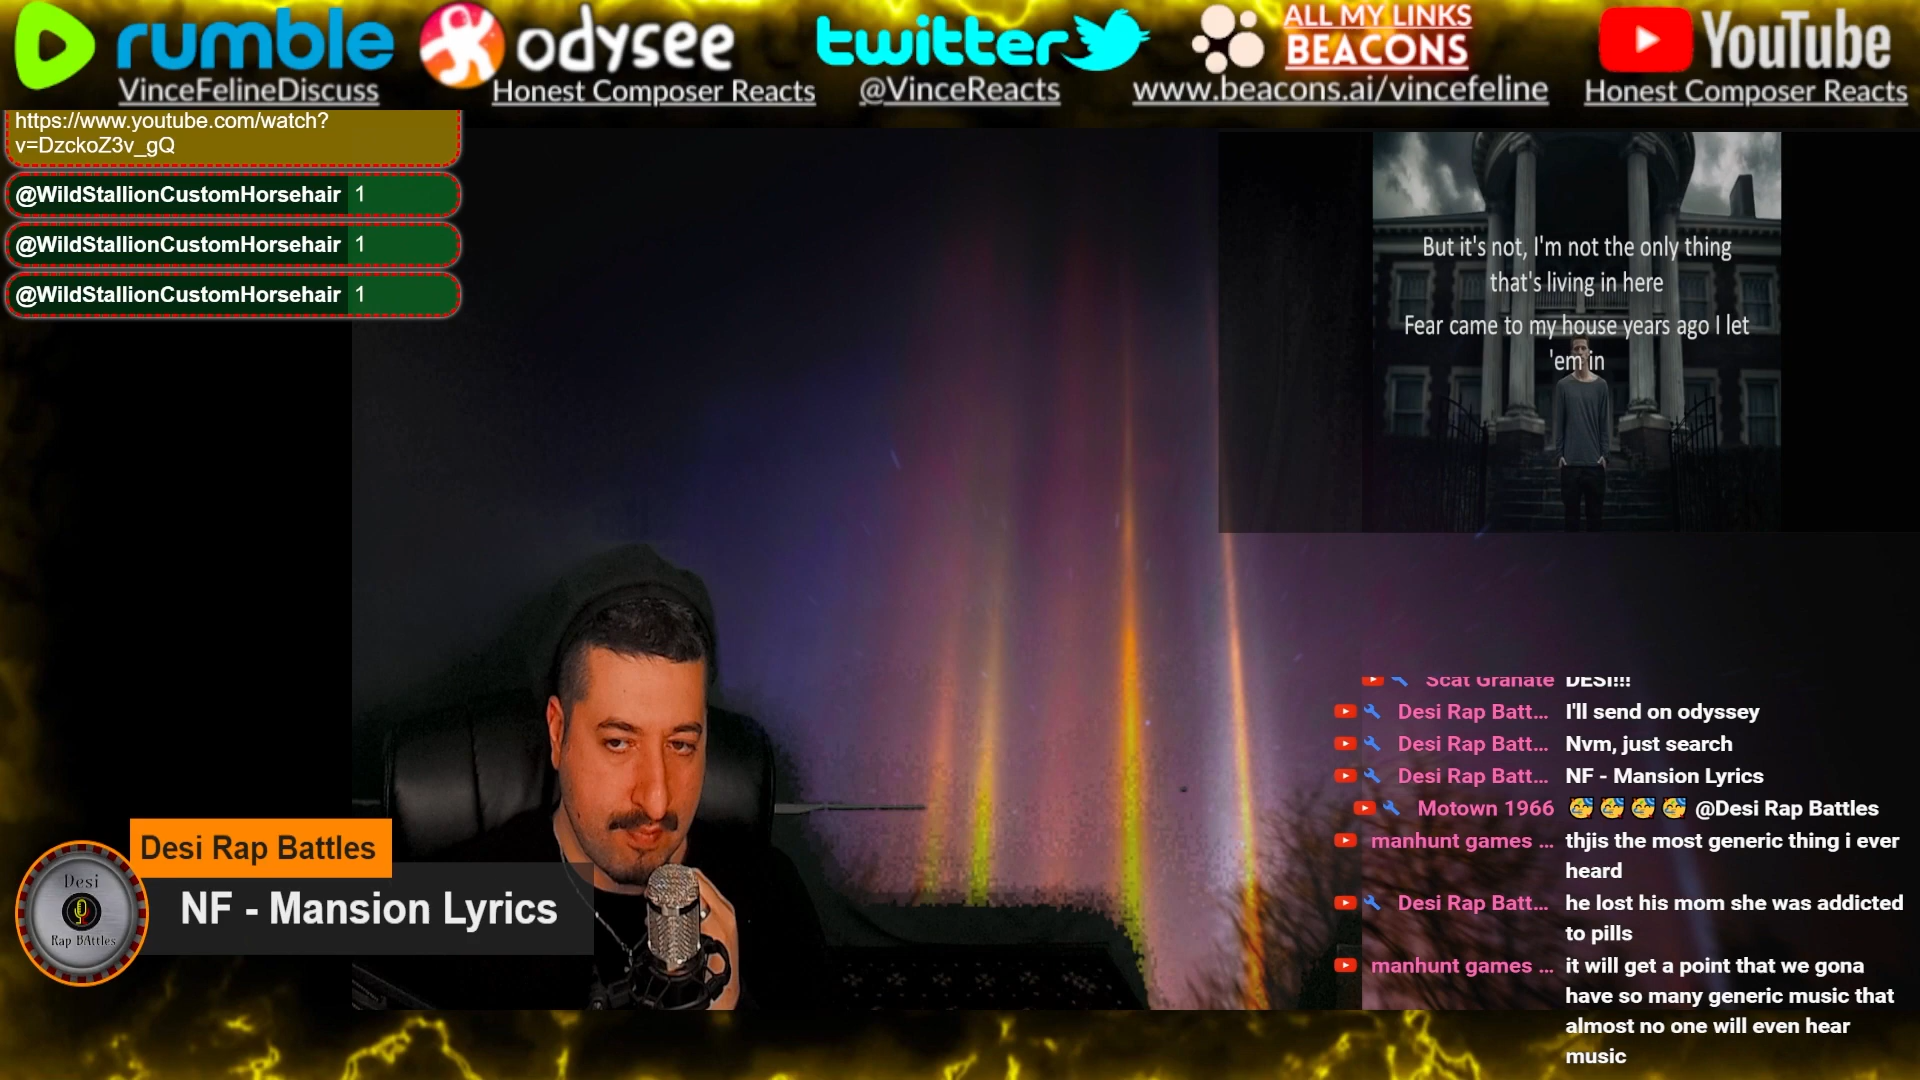 rumble
VinceFelineDiscuss
odysee
Honest Composer Reacts
twitter
@VinceReacts
ALL MY LINKS
BEACONS
www.beacons.ai/vincefeline
YouTube
Honest Composer Reacts
https://www.youtube.com/watch?
v=DzckoZ3v_gQ
@WildStallionCustomHorsehair 1
@WildStallionCustomHorsehair 1
@WildStallionCustomHorsehair 1
But it's not, I'm not the only thing
that's living in here
Fear came to my house years ago I let
'em in
Scat Granate DESI!!!
Desi Rap Batt... I'll send on odyssey
Desi Rap Batt... Nvm, just search
Desi Rap Batt... NF - Mansion Lyrics
Motown 1966 🥳🥳🥳🥳 @Desi Rap Battles
manhunt games ... thjis the most generic thing i ever
heard
Desi Rap Batt... he lost his mom she was addicted
to pills
manhunt games ... it will get a point that we gona
have so many generic music that
almost no one will even hear
music
Desi Rap Battles
NF - Mansion Lyrics
Desi
Rap BAttles